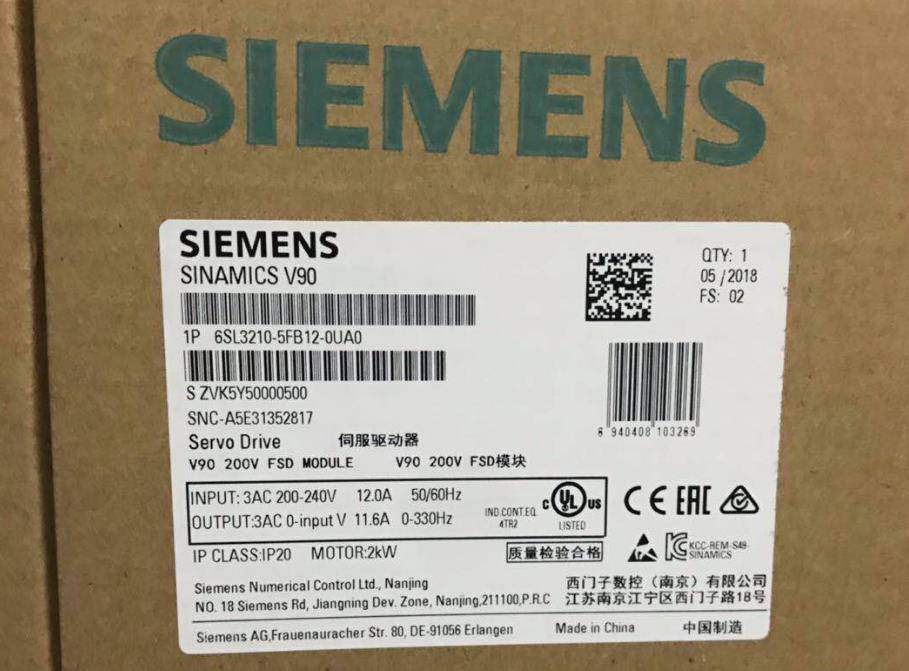 SIEMENS
SIEMENS
SINAMICS V90
QTY: 1
05 / 2018
FS: 02
1P 6SL3210-5FB12-0UA0
S ZVK5Y50000500
SNC-A5E31352817
6 940408 103269
Servo Drive 伺服驱动器
V90 200V FSD MODULE V90 200V FSD模块
INPUT: 3AC 200-240V 12.0A 50/60Hz
OUTPUT:3AC 0-input V 11.6A 0-330Hz
IND.CONT.EQ.
4TR2
C UL US
LISTED
CE EAC
IP CLASS:IP20 MOTOR:2kW
质量检验合格
KCC-REM-S49-
SINAMICS
Siemens Numerical Control Ltd., Nanjing
NO. 18 Siemens Rd, Jiangning Dev. Zone, Nanjing,211100,P.R.C
西门子数控（南京）有限公司
江苏南京江宁区西门子路18号
Siemens AG,Frauenauracher Str. 80, DE-91056 Erlangen
Made in China 中国制造